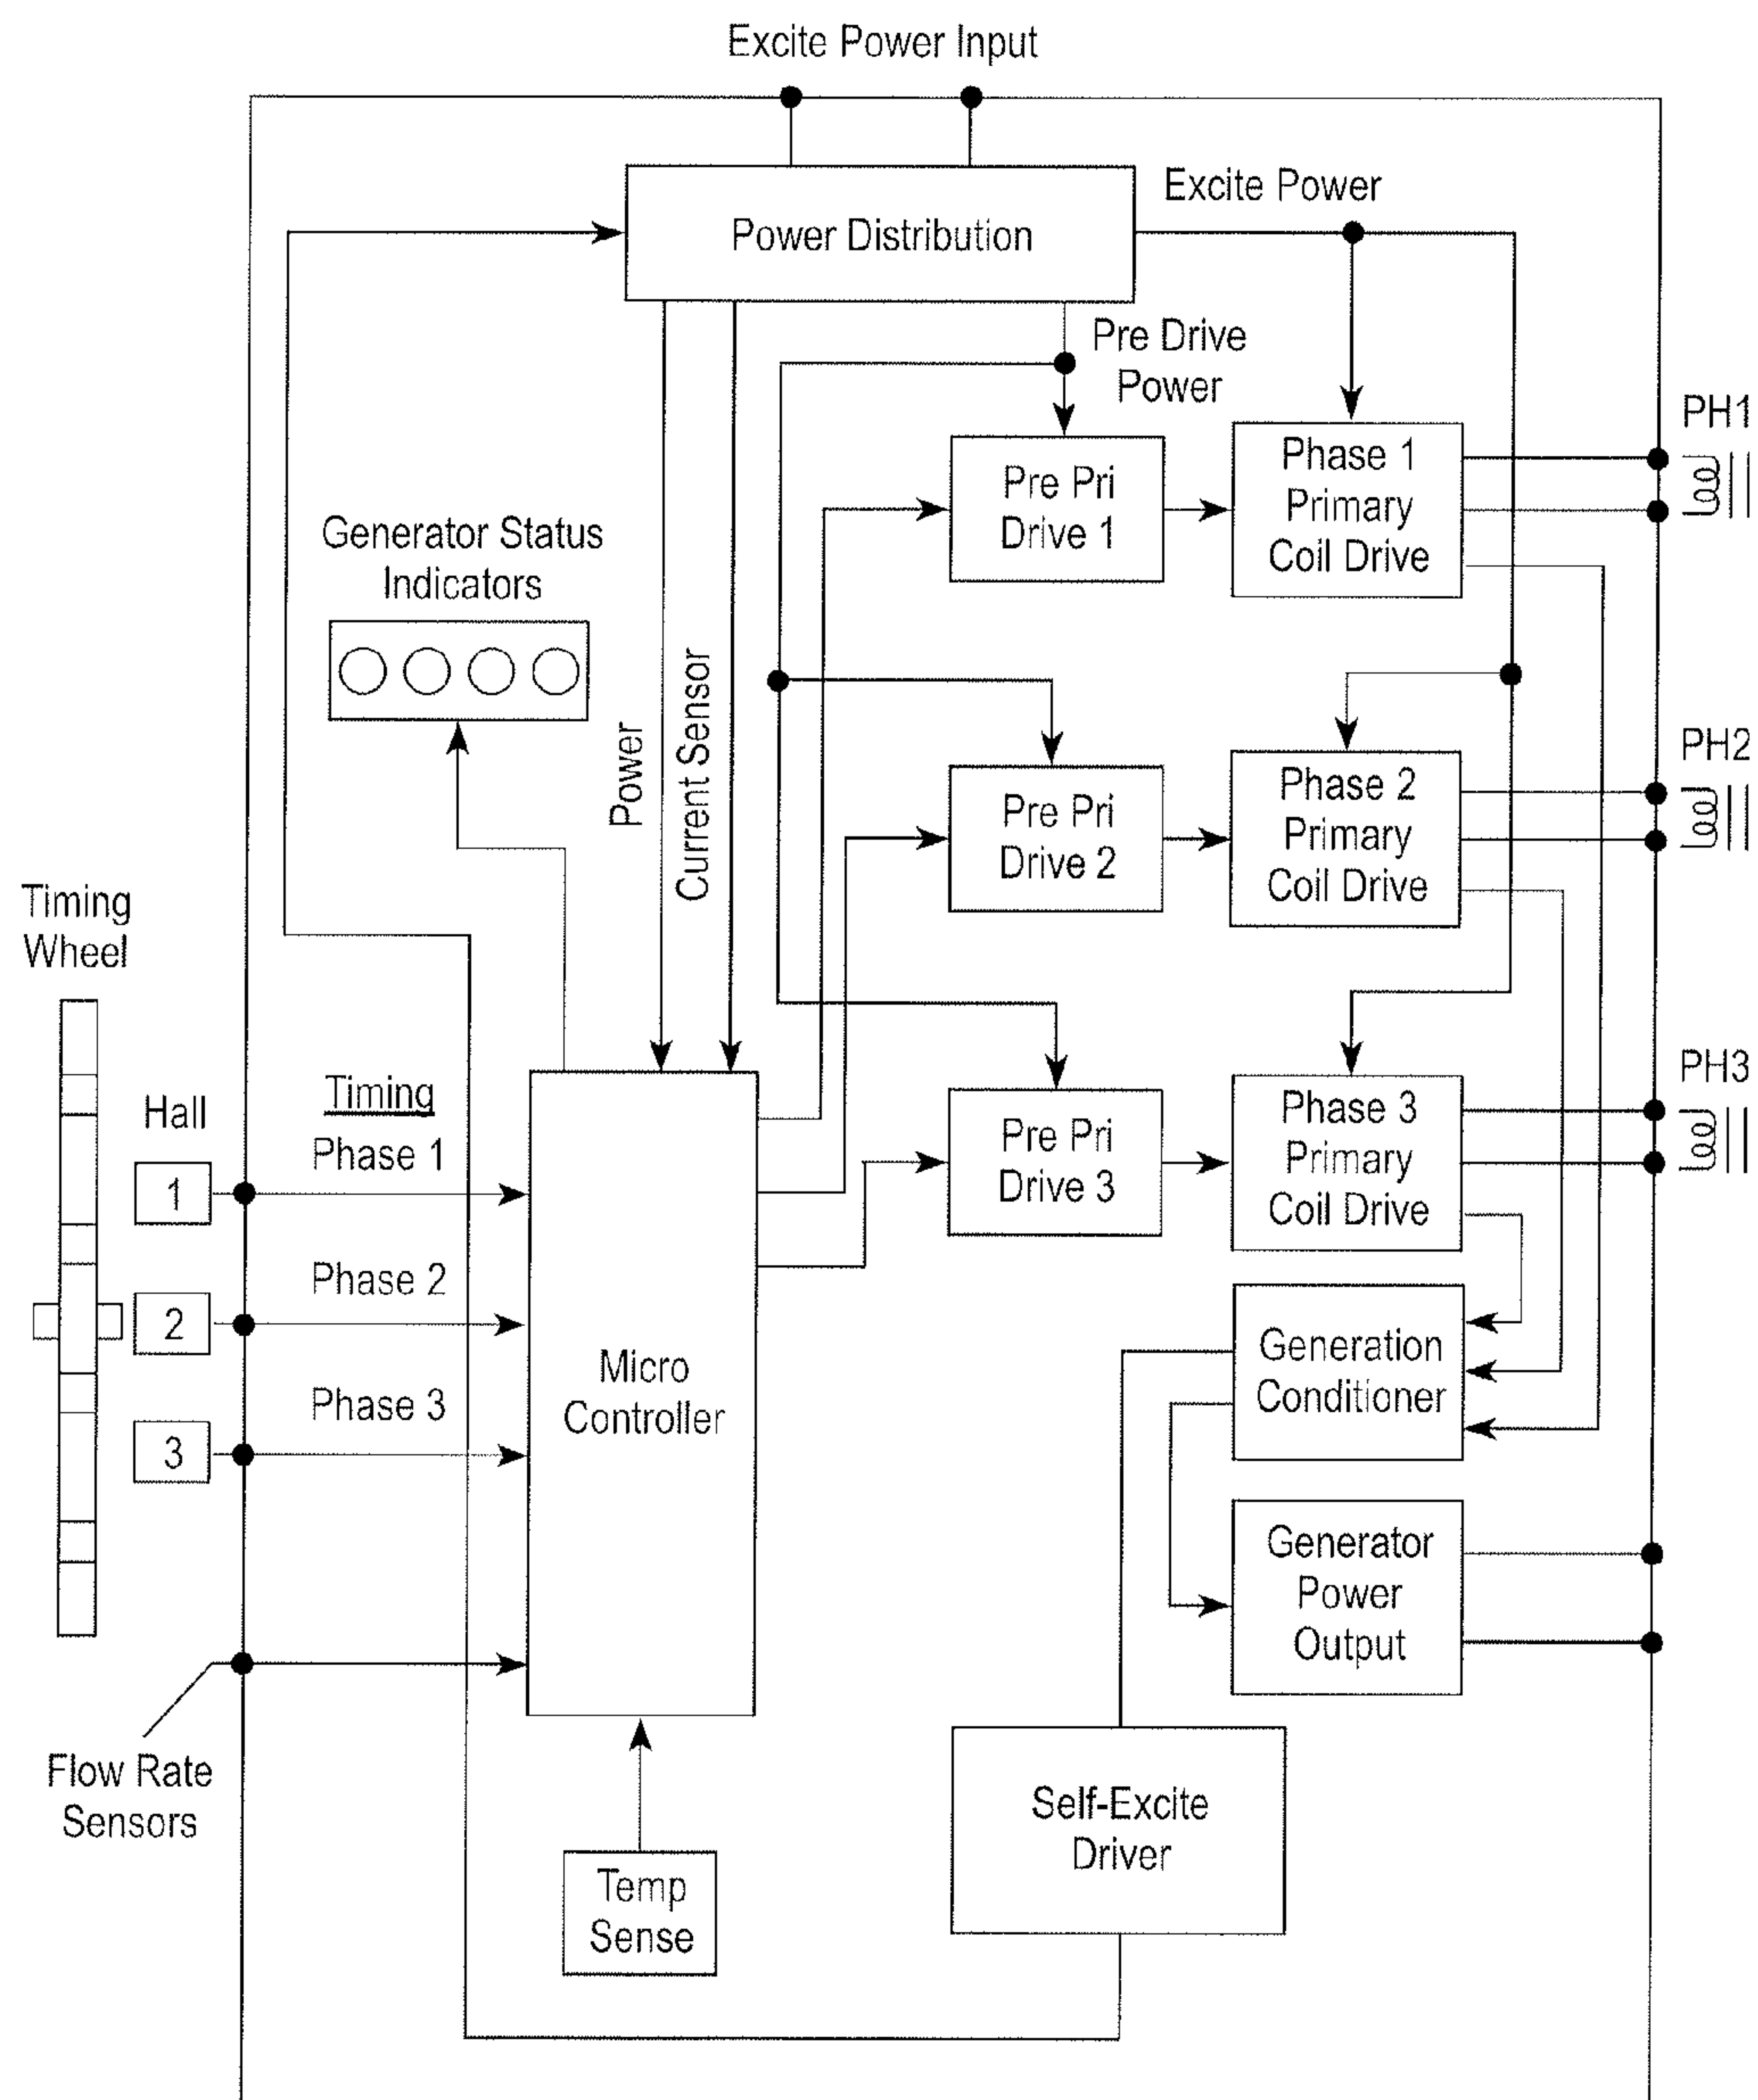 Excite Power Input
Excite Power
Power Distribution
Pre Drive
Power
PH1
Phase 1
Primary
Coil Drive
Pre Pri
Drive 1
Generator Status
Indicators
Power
Current Sensor
PH2
Phase 2
Primary
Coil Drive
Pre Pri
Drive 2
Timing
Wheel
PH3
Hall
Timing
Phase 1
1
Phase 2
2
Phase 3
3
Micro
Controller
Pre Pri
Drive 3
Phase 3
Primary
Coil Drive
Generation
Conditioner
Generator
Power
Output
Flow Rate
Sensors
Self-Excite
Driver
Temp
Sense